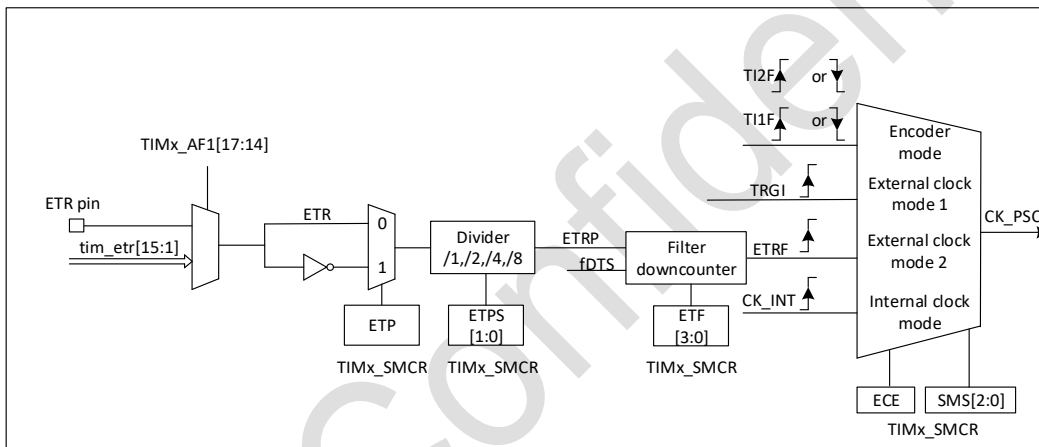 TI2F or
TI1F or
TIMx_AF1[17:14]
Encoder
mode
ETR pin
TRGI
External clock
mode 1
ETR
0
CK_PSC
tim_etr[15:1]
Divider
/1,/2,/4,/8
ETRP
Filter
downcounter
ETRF
External clock
mode 2
1
fDTS
CK_INT
Internal clock
mode
ETP
ETPS
[1:0]
ETF
[3:0]
TIMx_SMCR
TIMx_SMCR
TIMx_SMCR
ECE
SMS[2:0]
TIMx_SMCR
Confiden